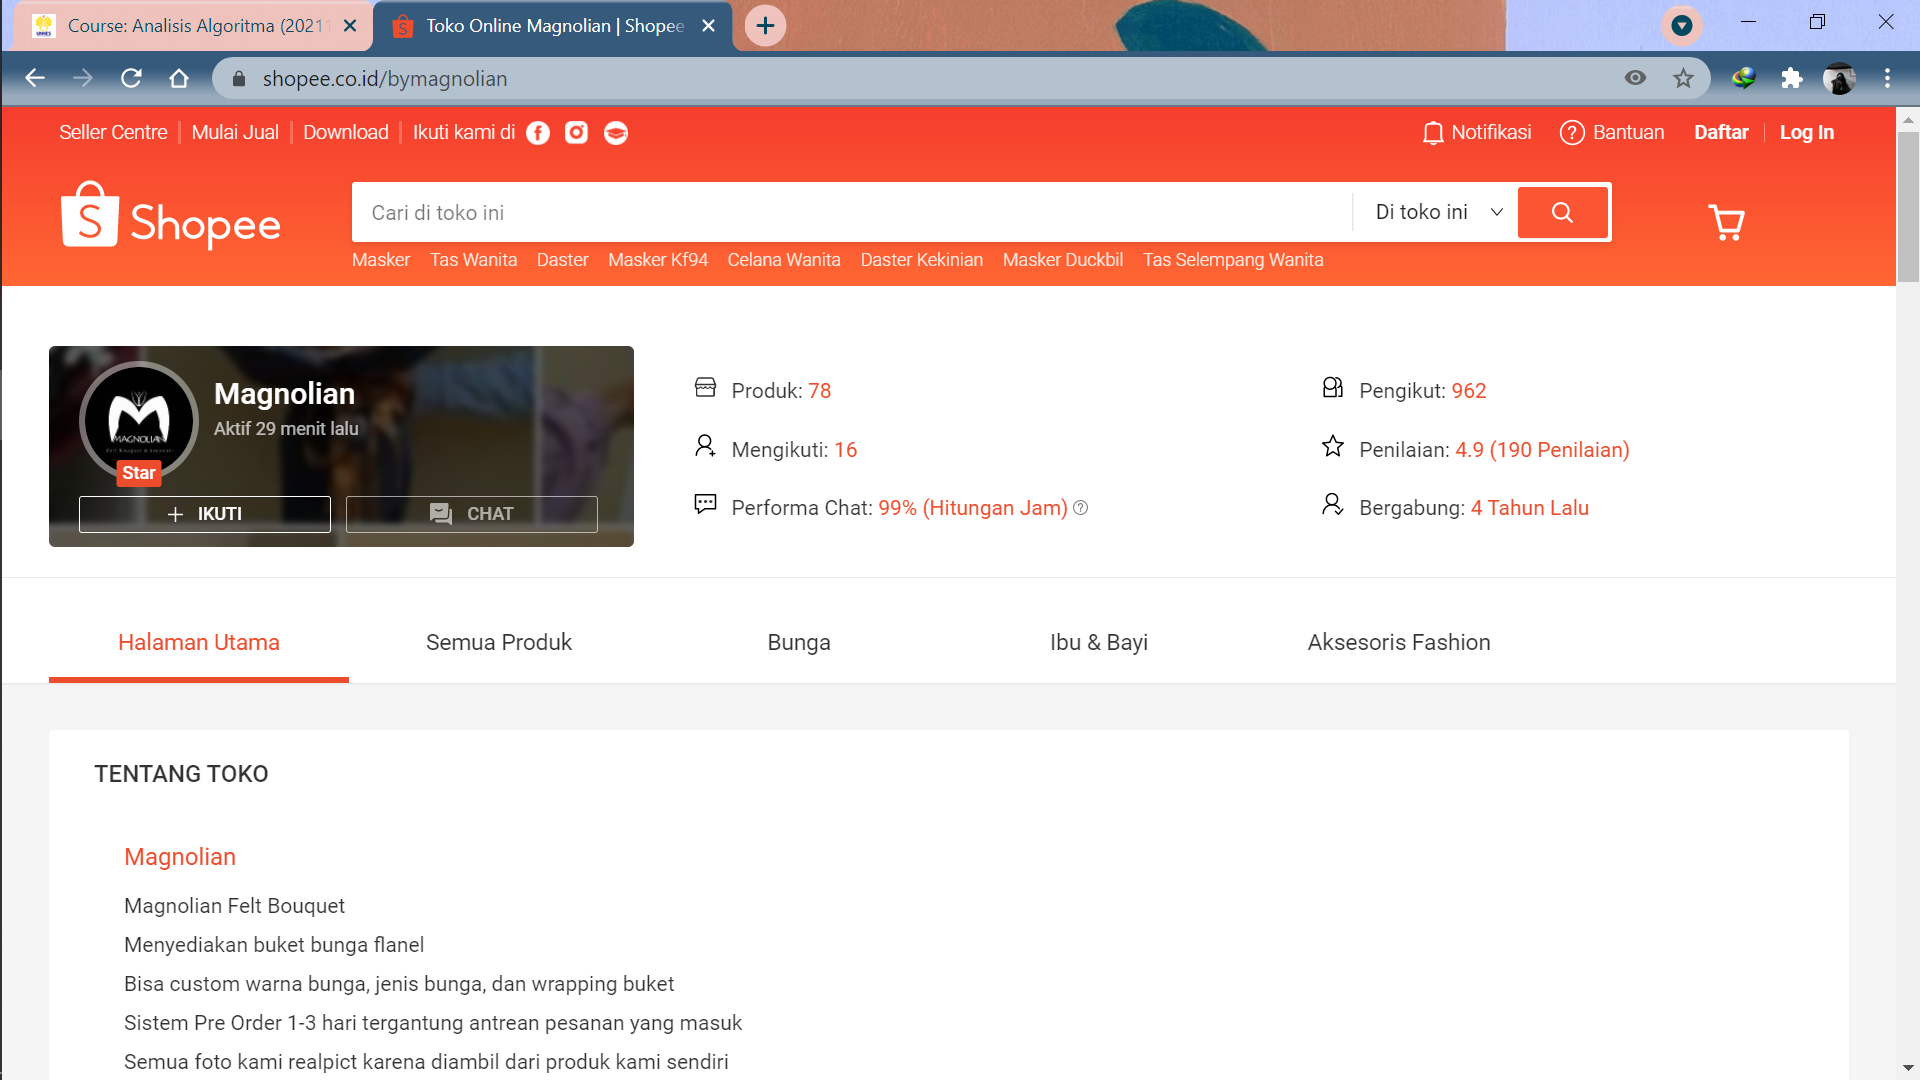 Course: Analisis Algoritma (2021
Toko Online Magnolian | Shopee
shopee.co.id/bymagnolian
Seller Centre | Mulai Jual | Download | Ikuti kami di
Notifikasi Bantuan Daftar | Log In
Shopee
Cari di toko ini
Di toko ini
Masker Tas Wanita Daster Masker Kf94 Celana Wanita Daster Kekinian Masker Duckbil Tas Selempang Wanita
MAGNOLIAN
Star
Magnolian
Aktif 29 menit lalu
+ IKUTI
CHAT
Produk: 78
Pengikut: 962
Mengikuti: 16
Penilaian: 4.9 (190 Penilaian)
Performa Chat: 99% (Hitungan Jam)
Bergabung: 4 Tahun Lalu
Halaman Utama Semua Produk Bunga Ibu & Bayi Aksesoris Fashion
TENTANG TOKO
Magnolian
Magnolian Felt Bouquet
Menyediakan buket bunga flanel
Bisa custom warna bunga, jenis bunga, dan wrapping buket
Sistem Pre Order 1-3 hari tergantung antrean pesanan yang masuk
Semua foto kami realpict karena diambil dari produk kami sendiri